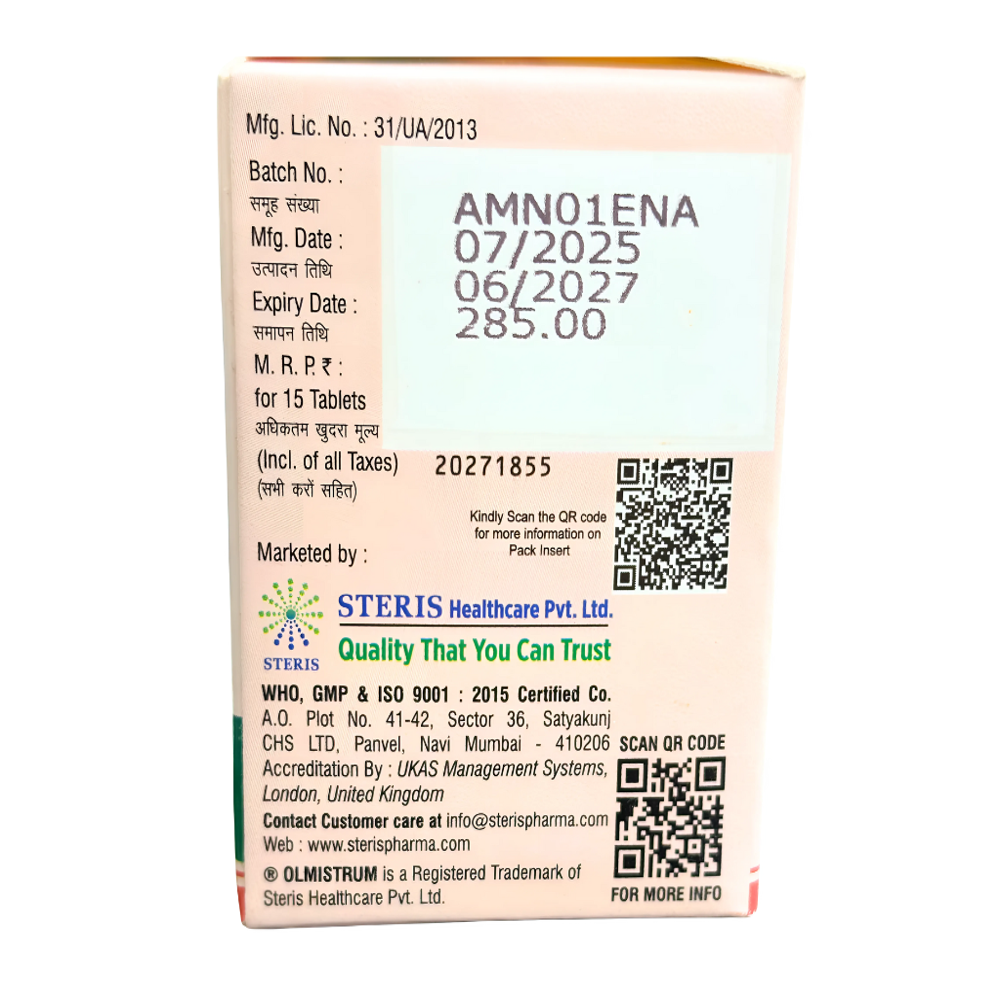 Mfg. Lic. No. : 31/UA/2013
Batch No. :
समूह संख्या
AMN01ENA
Mfg. Date :
उत्पादन तिथि
07/2025
Expiry Date :
समापन तिथि
06/2027
M. R. P. ₹ :
285.00
for 15 Tablets
अधिकतम खुदरा मूल्य
(Incl. of all Taxes)
20271855
(सभी करों सहित)
Kindly Scan the QR code
for more information on
Pack Insert
Marketed by :
STERIS
STERIS Healthcare Pvt. Ltd.
Quality That You Can Trust
WHO, GMP & ISO 9001 : 2015 Certified Co.
A.O. Plot No. 41-42, Sector 36, Satyakunj
CHS LTD, Panvel, Navi Mumbai - 410206
Accreditation By : UKAS Management Systems,
London, United Kingdom
Contact Customer care at info@sterispharma.com
Web : www.sterispharma.com
® OLMISTRUM is a Registered Trademark of
Steris Healthcare Pvt. Ltd.
SCAN QR CODE
FOR MORE INFO